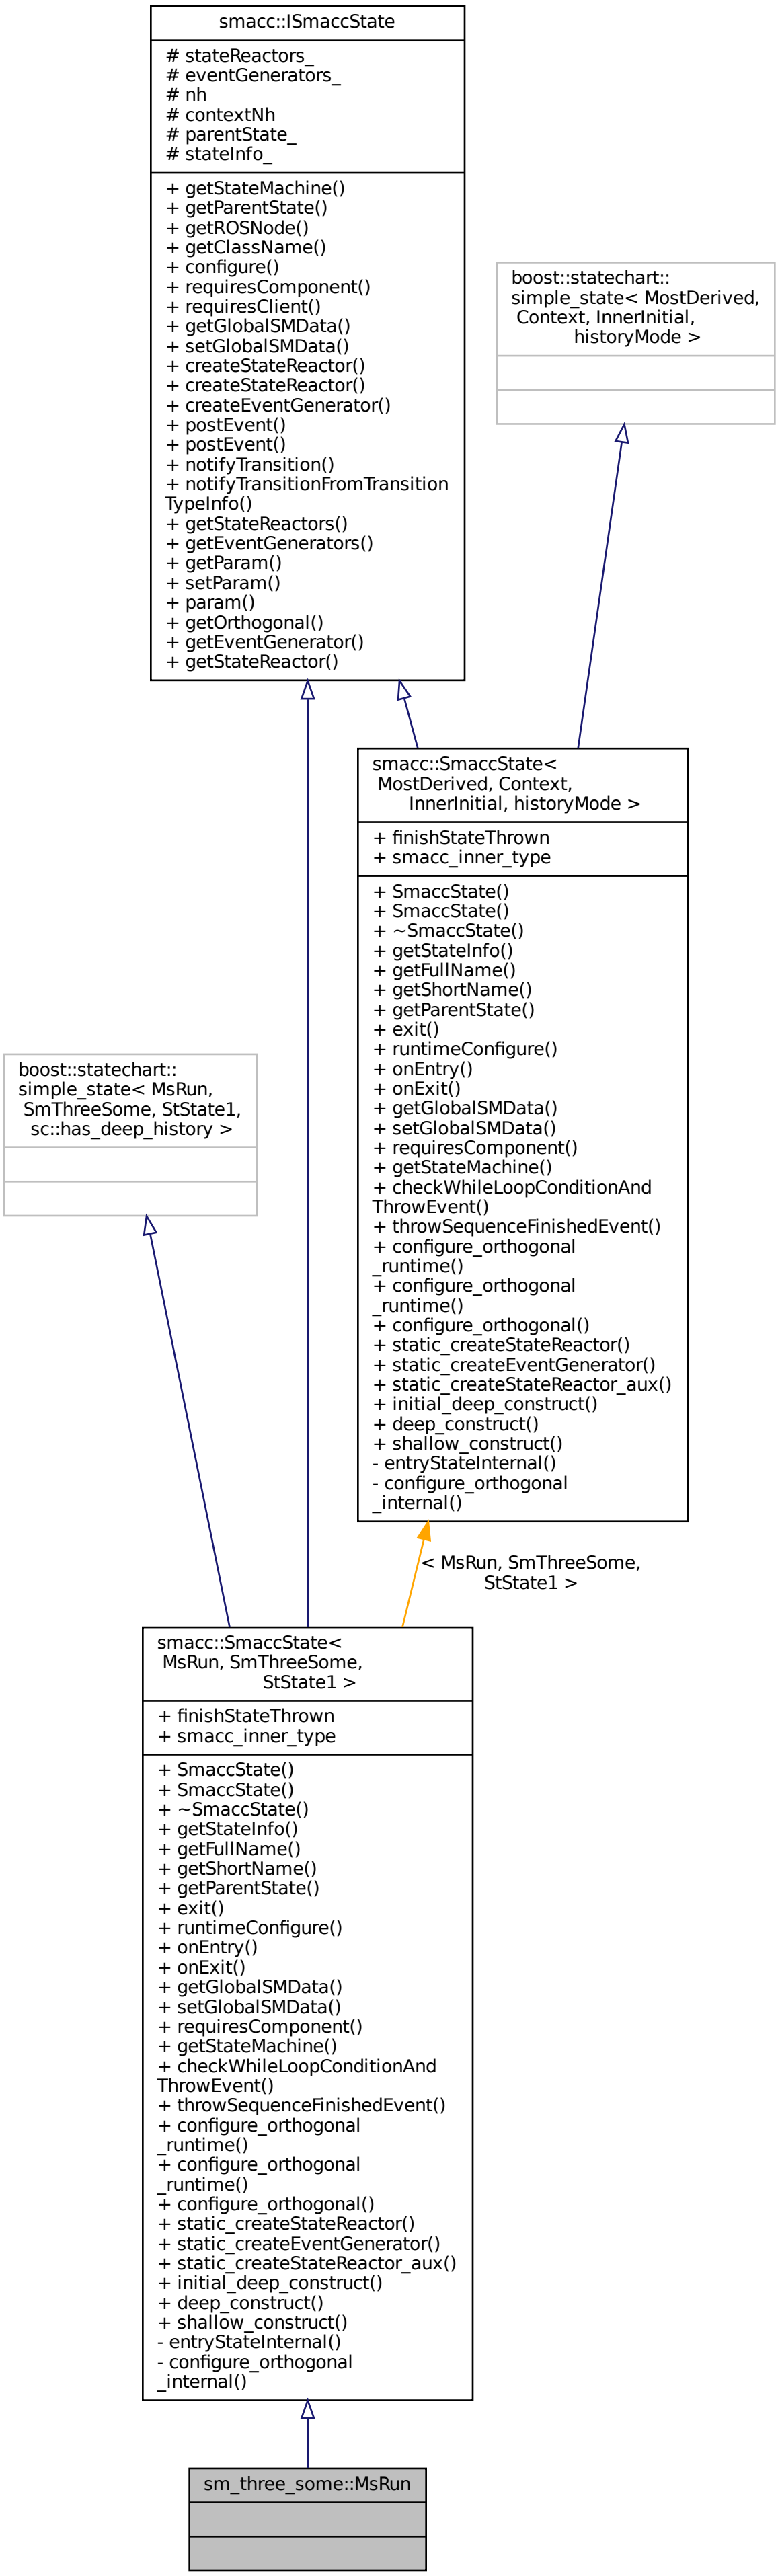 smacc::ISmaccState
# stateReactors_
# eventGenerators_
# nh
# contextNh
# parentState_
# stateInfo_
+ getStateMachine()
+ getParentState()
+ getROSNode()
+ getClassName()
+ configure()
+ requiresComponent()
+ requiresClient()
+ getGlobalSMData()
+ setGlobalSMData()
+ createStateReactor()
+ createStateReactor()
+ createEventGenerator()
+ postEvent()
+ postEvent()
+ notifyTransition()
+ notifyTransitionFromTransition
TypeInfo()
+ getStateReactors()
+ getEventGenerators()
+ getParam()
+ setParam()
+ param()
+ getOrthogonal()
+ getEventGenerator()
+ getStateReactor()
boost::statechart::
simple_state< MostDerived,
Context, InnerInitial,
historyMode >
smacc::SmaccState<
MostDerived, Context,
InnerInitial, historyMode >
+ finishStateThrown
+ smacc_inner_type
+ SmaccState()
+ SmaccState()
+ ~SmaccState()
+ getStateInfo()
+ getFullName()
+ getShortName()
+ getParentState()
+ exit()
+ runtimeConfigure()
+ onEntry()
+ onExit()
+ getGlobalSMData()
+ setGlobalSMData()
+ requiresComponent()
+ getStateMachine()
+ checkWhileLoopConditionAnd
ThrowEvent()
+ throwSequenceFinishedEvent()
+ configure_orthogonal
_runtime()
+ configure_orthogonal
_runtime()
+ configure_orthogonal()
+ static_createStateReactor()
+ static_createEventGenerator()
+ static_createStateReactor_aux()
+ initial_deep_construct()
+ deep_construct()
+ shallow_construct()
- entryStateInternal()
- configure_orthogonal
_internal()
boost::statechart::
simple_state< MsRun,
SmThreeSome, StState1,
sc::has_deep_history >
< MsRun, SmThreeSome,
StState1 >
smacc::SmaccState<
MsRun, SmThreeSome,
StState1 >
+ finishStateThrown
+ smacc_inner_type
+ SmaccState()
+ SmaccState()
+ ~SmaccState()
+ getStateInfo()
+ getFullName()
+ getShortName()
+ getParentState()
+ exit()
+ runtimeConfigure()
+ onEntry()
+ onExit()
+ getGlobalSMData()
+ setGlobalSMData()
+ requiresComponent()
+ getStateMachine()
+ checkWhileLoopConditionAnd
ThrowEvent()
+ throwSequenceFinishedEvent()
+ configure_orthogonal
_runtime()
+ configure_orthogonal
_runtime()
+ configure_orthogonal()
+ static_createStateReactor()
+ static_createEventGenerator()
+ static_createStateReactor_aux()
+ initial_deep_construct()
+ deep_construct()
+ shallow_construct()
- entryStateInternal()
- configure_orthogonal
_internal()
sm_three_some::MsRun